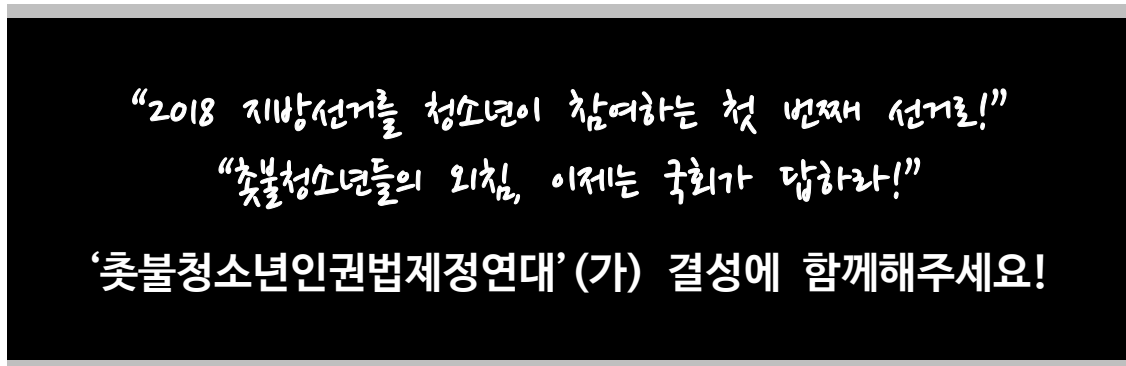 “2018 지방선거를 청소년이 참여하는 첫 번째 선거로!”
“촛불청소년들의 외침, 이제는 국회가 답하라!”
‘촛불청소년인권법제정연대’(가) 결성에 함께해주세요!